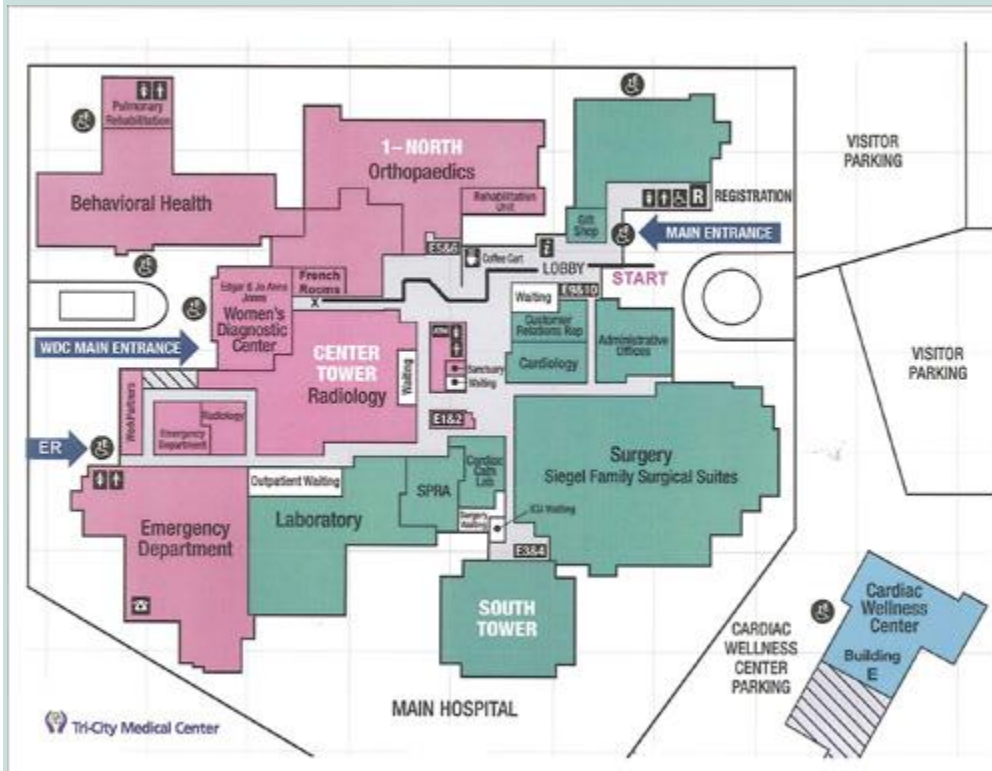 Pulmonary
Rehabilitation
Behavioral Health
1– NORTH
Orthopaedics
Rehabilitation
Unit
E5&6
Coffee Cart
i
Gift
Shop
R
REGISTRATION
MAIN ENTRANCE
LOBBY
START
VISITOR
PARKING
VISITOR
PARKING
French
Rooms
X
Edgar & Jo Anne
Jones
Women's
Diagnostic
Center
WDC MAIN ENTRANCE
CENTER
TOWER
Radiology
Waiting
ATM
Sanctuary
Waiting
E1&2
Waiting
E9&10
Customer
Relations Rep
Cardiology
Administrative
Offices
WorkPartners
Radiology
Emergency
Department
ER
Emergency
Department
Outpatient Waiting
Laboratory
SPRA
Cardiac
Cath
Lab
Surgery
Waiting
ICU Waiting
E3&4
Surgery
Siegel Family Surgical Suites
SOUTH
TOWER
MAIN HOSPITAL
CARDIAC
WELLNESS
CENTER
PARKING
Cardiac
Wellness
Center
Building
E
Tri-City Medical Center